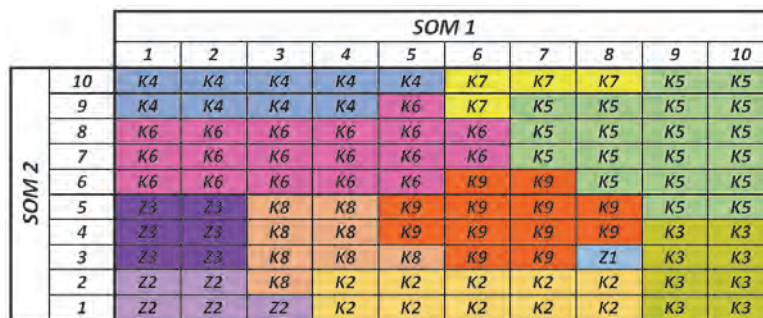 SOM 1
1 2 3 4 5 6 7 8 9 10
SOM 2
10 K4 K4 K4 K4 K4 K7 K7 K7 K5 K5
9 K4 K4 K4 K4 K6 K7 K5 K5 K5 K5
8 K6 K6 K6 K6 K6 K6 K5 K5 K5 K5
7 K6 K6 K6 K6 K6 K6 K5 K5 K5 K5
6 K6 K6 K6 K6 K6 K9 K9 K5 K5 K5
5 Z3 Z3 K8 K8 K9 K9 K9 K9 K5 K5
4 Z3 Z3 K8 K8 K9 K9 K9 K9 K3 K3
3 Z3 Z3 K8 K8 K8 K9 K9 Z1 K3 K3
2 Z2 Z2 K8 K2 K2 K2 K2 K2 K3 K3
1 Z2 Z2 Z2 K2 K2 K2 K2 K2 K3 K3